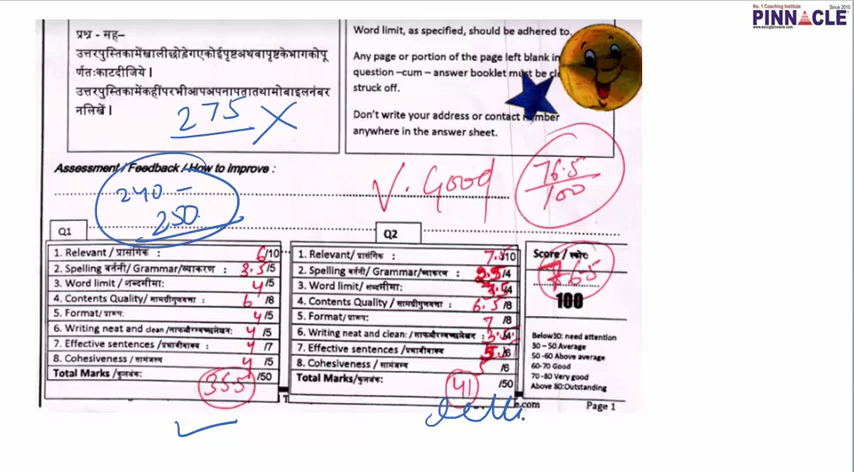 No. 1 Coaching Institute
Since 2010
PINNACLE
प्रश्न - सह-
उत्तरपुस्तिकामेंखालीछोड़ेगएकोईपृष्ठअथवापृष्ठकेभागकोपू
र्णतःकाटदीजिये।
उत्तरपुस्तिकामेंकहींपरभीआपअपनापतातथामोबाइलनंबर
नलिखें।
275 X
Word limit, as specified, should be adhered to.
Any page or portion of the page left blank in
question –cum – answer booklet must be cl
struck off.
Don't write your address or contact number
anywhere in the answer sheet.
Assessment / Feedback / How to improve :
240 –
250
V. Good
76.5
/100
Q1
1. Relevant / प्रासंगिक : 6/10
2. Spelling वर्तनी / Grammar/व्याकरण : 3.5/5
3. Word limit / शब्दसीमा: 4/5
4. Contents Quality / सामग्रीगुणवत्ता : 6/8
5. Format/प्रारूप: 4/5
6. Writing neat and clean /साफऔरस्वच्छलेखन: 4/5
7. Effective sentences /प्रभावीवाक्य 4/7
8. Cohesiveness / सामंजस्य 4/5
Total Marks /कुलअंक: 35.5 /50
Q2
1. Relevant/प्रासंगिक : 7.5/10
2. Spelling वर्तनी / Grammar/व्याकरण : /4
3. Word limit/ शब्दसीमा: 3.5/4
4. Contents Quality / सामग्रीगुणवत्ता : 6.5/8
5. Format/ प्रारूप: 7/8
6. Writing neat and clean: /साफऔरस्वच्छलेखन : 3.5/4
7. Effective sentences /प्रभावीवाक्य /6
8. Cohesiveness / सामंजस्य 5/6
Total Marks /कुलअंक: 41 /50
Score / स्कोर:
76.5
100
Below30: need attention
30 – 50 Average
50 -60 Above average
60-70 Good
70 -80 Very good
Above 80:Outstanding
.com
Page 1